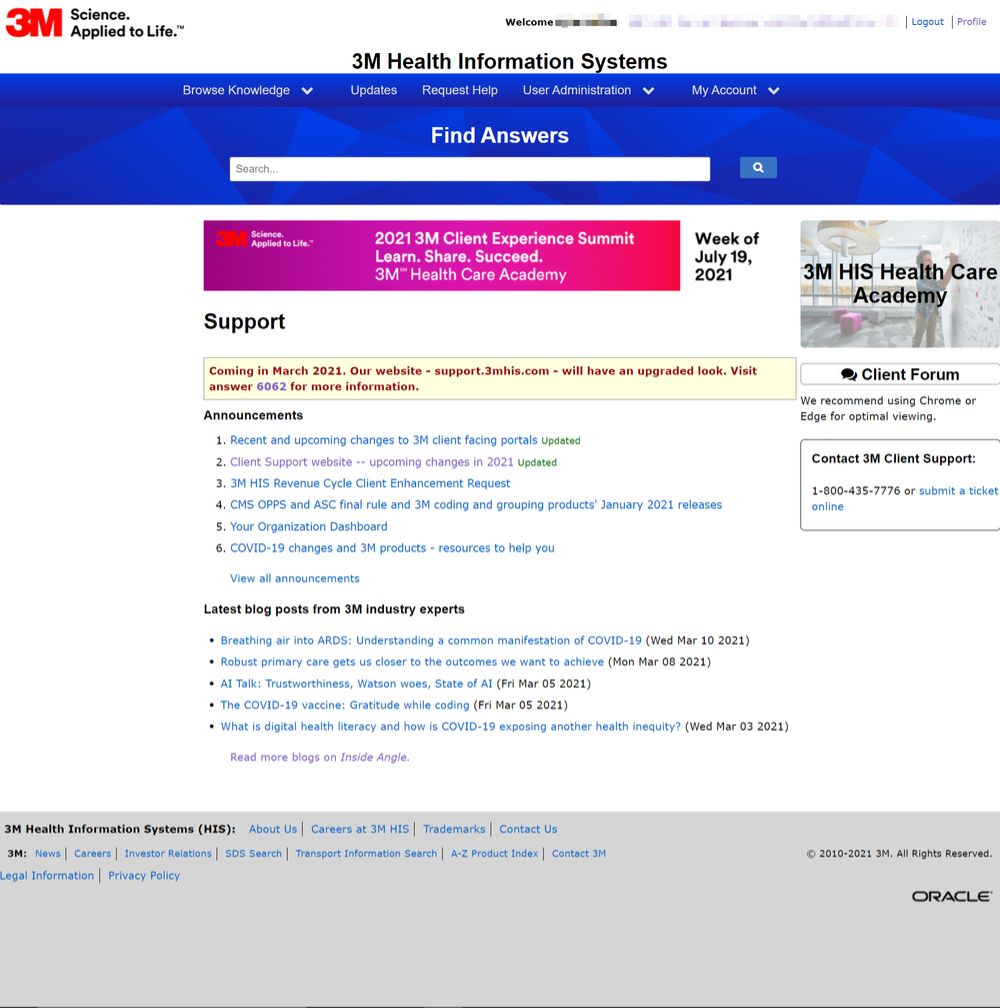 3M Science.
Applied to Life.™
Welcome
Logout
Profile
3M Health Information Systems
Browse Knowledge
Updates
Request Help
User Administration
My Account
Find Answers
Search...
3M Science.
Applied to Life.™
2021 3M Client Experience Summit
Learn. Share. Succeed.
3M℠ Health Care Academy
Week of
July 19,
2021
3M HIS Health Care
Academy
Support
Client Forum
We recommend using Chrome or
Edge for optimal viewing.
Contact 3M Client Support:
1-800-435-7776 or submit a ticket
online
Coming in March 2021. Our website - support.3mhis.com - will have an upgraded look. Visit
answer 6062 for more information.
Announcements
1. Recent and upcoming changes to 3M client facing portals Updated
2. Client Support website -- upcoming changes in 2021 Updated
3. 3M HIS Revenue Cycle Client Enhancement Request
4. CMS OPPS and ASC final rule and 3M coding and grouping products' January 2021 releases
5. Your Organization Dashboard
6. COVID-19 changes and 3M products - resources to help you
View all announcements
Latest blog posts from 3M industry experts
• Breathing air into ARDS: Understanding a common manifestation of COVID-19 (Wed Mar 10 2021)
• Robust primary care gets us closer to the outcomes we want to achieve (Mon Mar 08 2021)
• AI Talk: Trustworthiness, Watson woes, State of AI (Fri Mar 05 2021)
• The COVID-19 vaccine: Gratitude while coding (Fri Mar 05 2021)
• What is digital health literacy and how is COVID-19 exposing another health inequity? (Wed Mar 03 2021)
Read more blogs on Inside Angle.
3M Health Information Systems (HIS): About Us | Careers at 3M HIS | Trademarks | Contact Us
3M: News | Careers | Investor Relations | SDS Search | Transport Information Search | A-Z Product Index | Contact 3M
© 2010-2021 3M. All Rights Reserved.
Legal Information | Privacy Policy
ORACLE